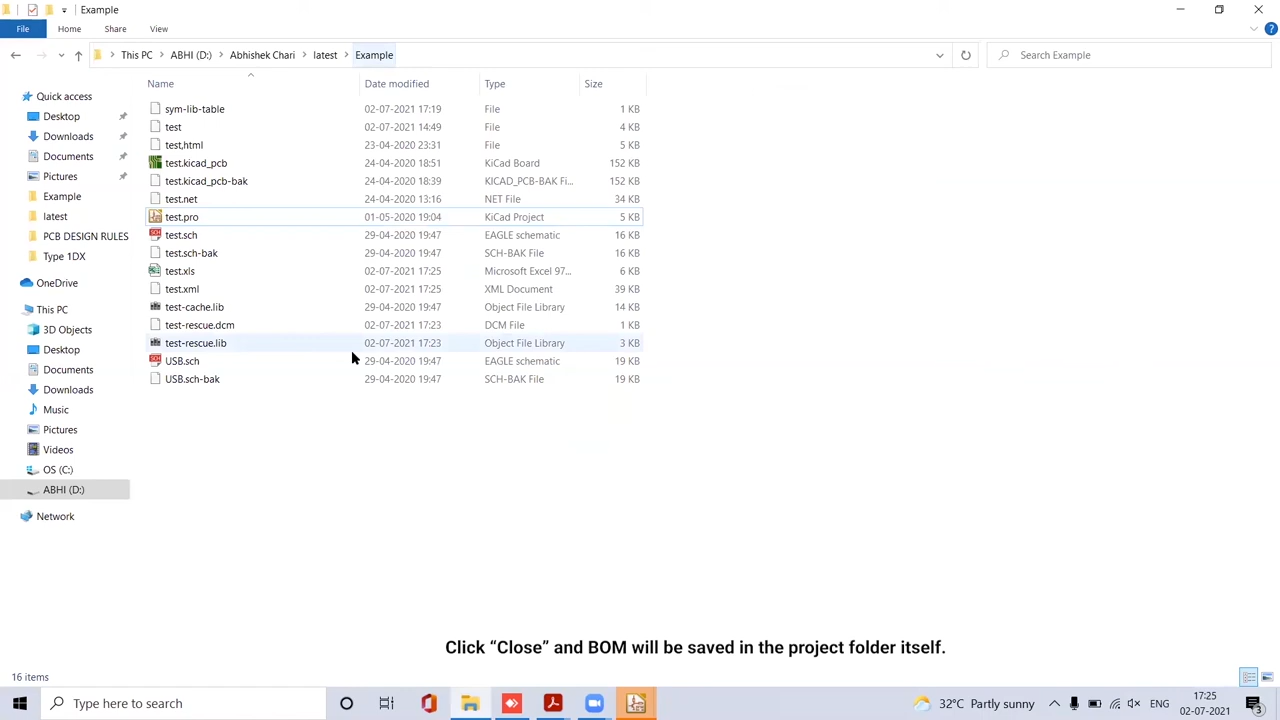 Example
File Home Share View
This PC ABHI (D:) Abhishek Chari latest Example Search Example
Name Date modified Type Size
Quick access
Desktop
Downloads
Documents
Pictures
Example
latest
PCB DESIGN RULES
Type 1DX
OneDrive
This PC
3D Objects
Desktop
Documents
Downloads
Music
Pictures
Videos
OS (C:)
ABHI (D:)
Network
sym-lib-table 02-07-2021 17:19 File 1 KB
test 02-07-2021 14:49 File 4 KB
test,html 23-04-2020 23:31 File 5 KB
test.kicad_pcb 24-04-2020 18:51 KiCad Board 152 KB
test.kicad_pcb-bak 24-04-2020 18:39 KICAD_PCB-BAK Fi... 152 KB
test.net 24-04-2020 13:16 NET File 34 KB
test.pro 01-05-2020 19:04 KiCad Project 5 KB
test.sch 29-04-2020 19:47 EAGLE schematic 16 KB
test.sch-bak 29-04-2020 19:47 SCH-BAK File 16 KB
test.xls 02-07-2021 17:25 Microsoft Excel 97... 6 KB
test.xml 02-07-2021 17:25 XML Document 39 KB
test-cache.lib 29-04-2020 19:47 Object File Library 14 KB
test-rescue.dcm 02-07-2021 17:23 DCM File 1 KB
test-rescue.lib 02-07-2021 17:23 Object File Library 3 KB
USB.sch 29-04-2020 19:47 EAGLE schematic 19 KB
USB.sch-bak 29-04-2020 19:47 SCH-BAK File 19 KB
Click “Close” and BOM will be saved in the project folder itself.
16 items
Type here to search 32°C Partly sunny ENG 17:25
02-07-2021 3